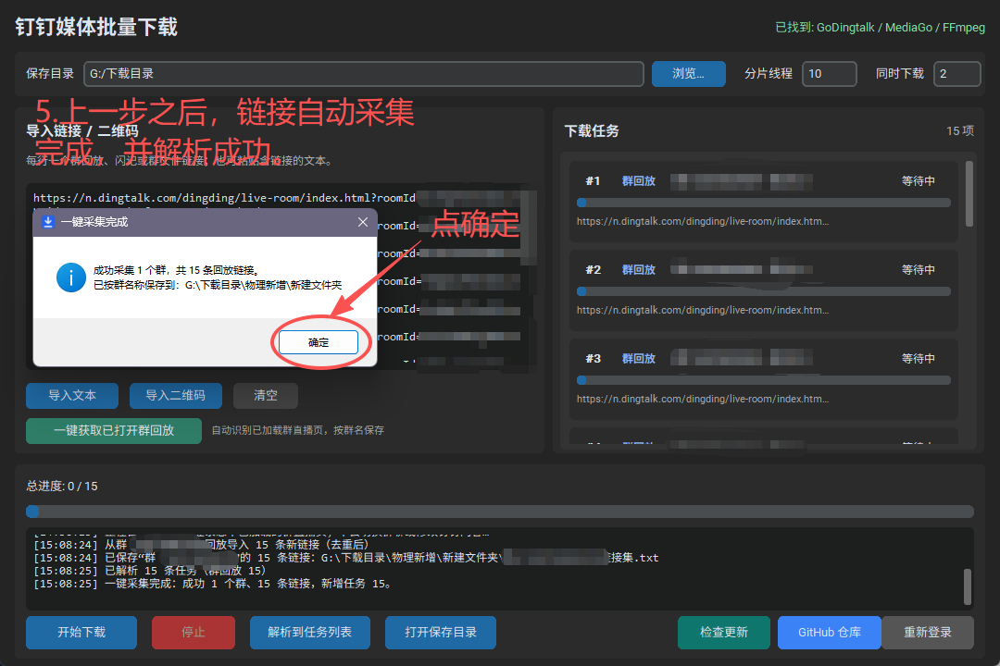 钉钉媒体批量下载
已找到: GoDingtalk / MediaGo / FFmpeg
保存目录
G:/下载目录
浏览...
分片线程
10
同时下载
2
5.上一步之后，链接自动采集
完成，并解析成功
导入链接 / 二维码
每行一个群回放、闪记或群文件链接；也可粘贴含链接的文本。
https://n.dingtalk.com/dingding/live-room/index.html?roomId
roomId=
roomId=
roomId=
roomId=
roomId=
一键采集完成
成功采集 1 个群，共 15 条回放链接。
已按群名称保存到：G:\下载目录\物理新增\新建文件夹
确定
点确定
导入文本
导入二维码
清空
一键获取已打开群回放
自动识别已加载群直播页，按群名保存
下载任务
15 项
#1
群回放
等待中
https://n.dingtalk.com/dingding/live-room/index.htm...
#2
群回放
等待中
https://n.dingtalk.com/dingding/live-room/index.htm...
#3
群回放
等待中
https://n.dingtalk.com/dingding/live-room/index.htm...
总进度: 0 / 15
[15:08:24] 从群 回放导入 15 条新链接（去重后）
[15:08:24] 已保存“群 ”的 15 条链接: G:\下载目录\物理新增\新建文件夹\ 接集.txt
[15:08:25] 已解析 15 条任务（群回放 15）
[15:08:25] 一键采集完成：成功 1 个群、15 条链接，新增任务 15。
开始下载
停止
解析到任务列表
打开保存目录
检查更新
GitHub 仓库
重新登录